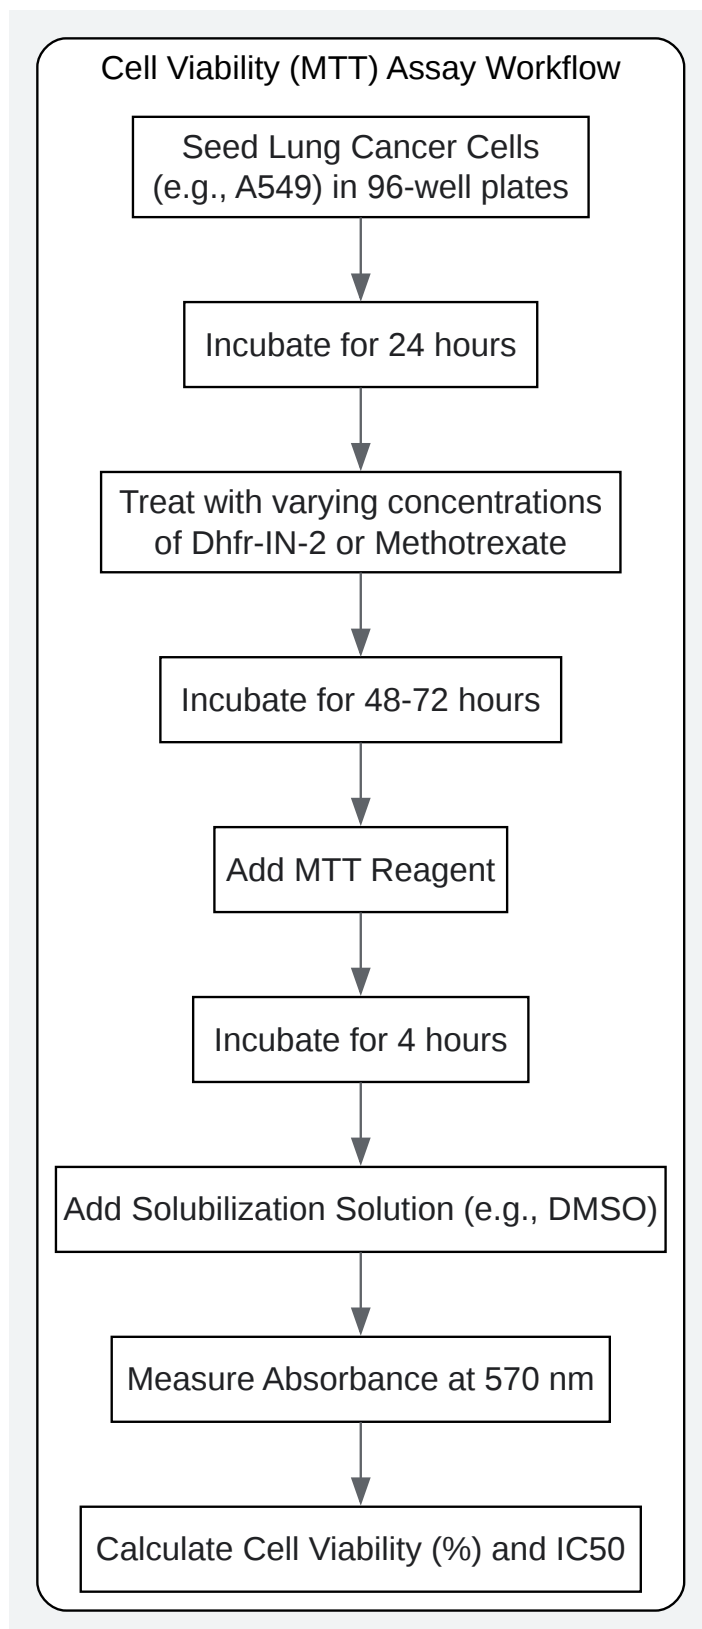 Cell Viability (MTT) Assay Workflow
Seed Lung Cancer Cells
(e.g., A549) in 96-well plates
Incubate for 24 hours
Treat with varying concentrations
of Dhfr-IN-2 or Methotrexate
Incubate for 48-72 hours
Add MTT Reagent
Incubate for 4 hours
Add Solubilization Solution (e.g., DMSO)
Measure Absorbance at 570 nm
Calculate Cell Viability (%) and IC50